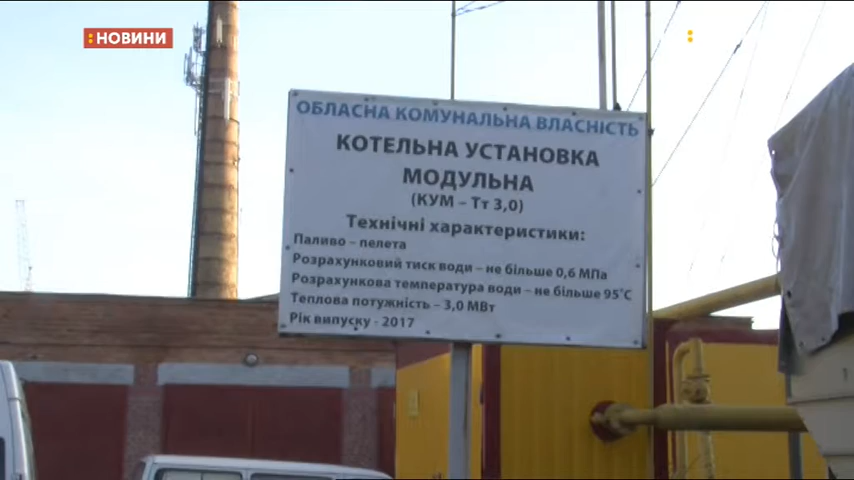 :НОВИНИ
ОБЛАСНА КОМУНАЛЬНА ВЛАСНІСТЬ
КОТЕЛЬНА УСТАНОВКА
МОДУЛЬНА
(КУМ – Тт 3,0)
Технічні характеристики:
Паливо – пелета
Розрахунковий тиск води – не більше 0,6 МПа
Розрахункова температура води – не більше 95°С
Теплова потужність – 3,0 МВт
Рік випуску - 2017